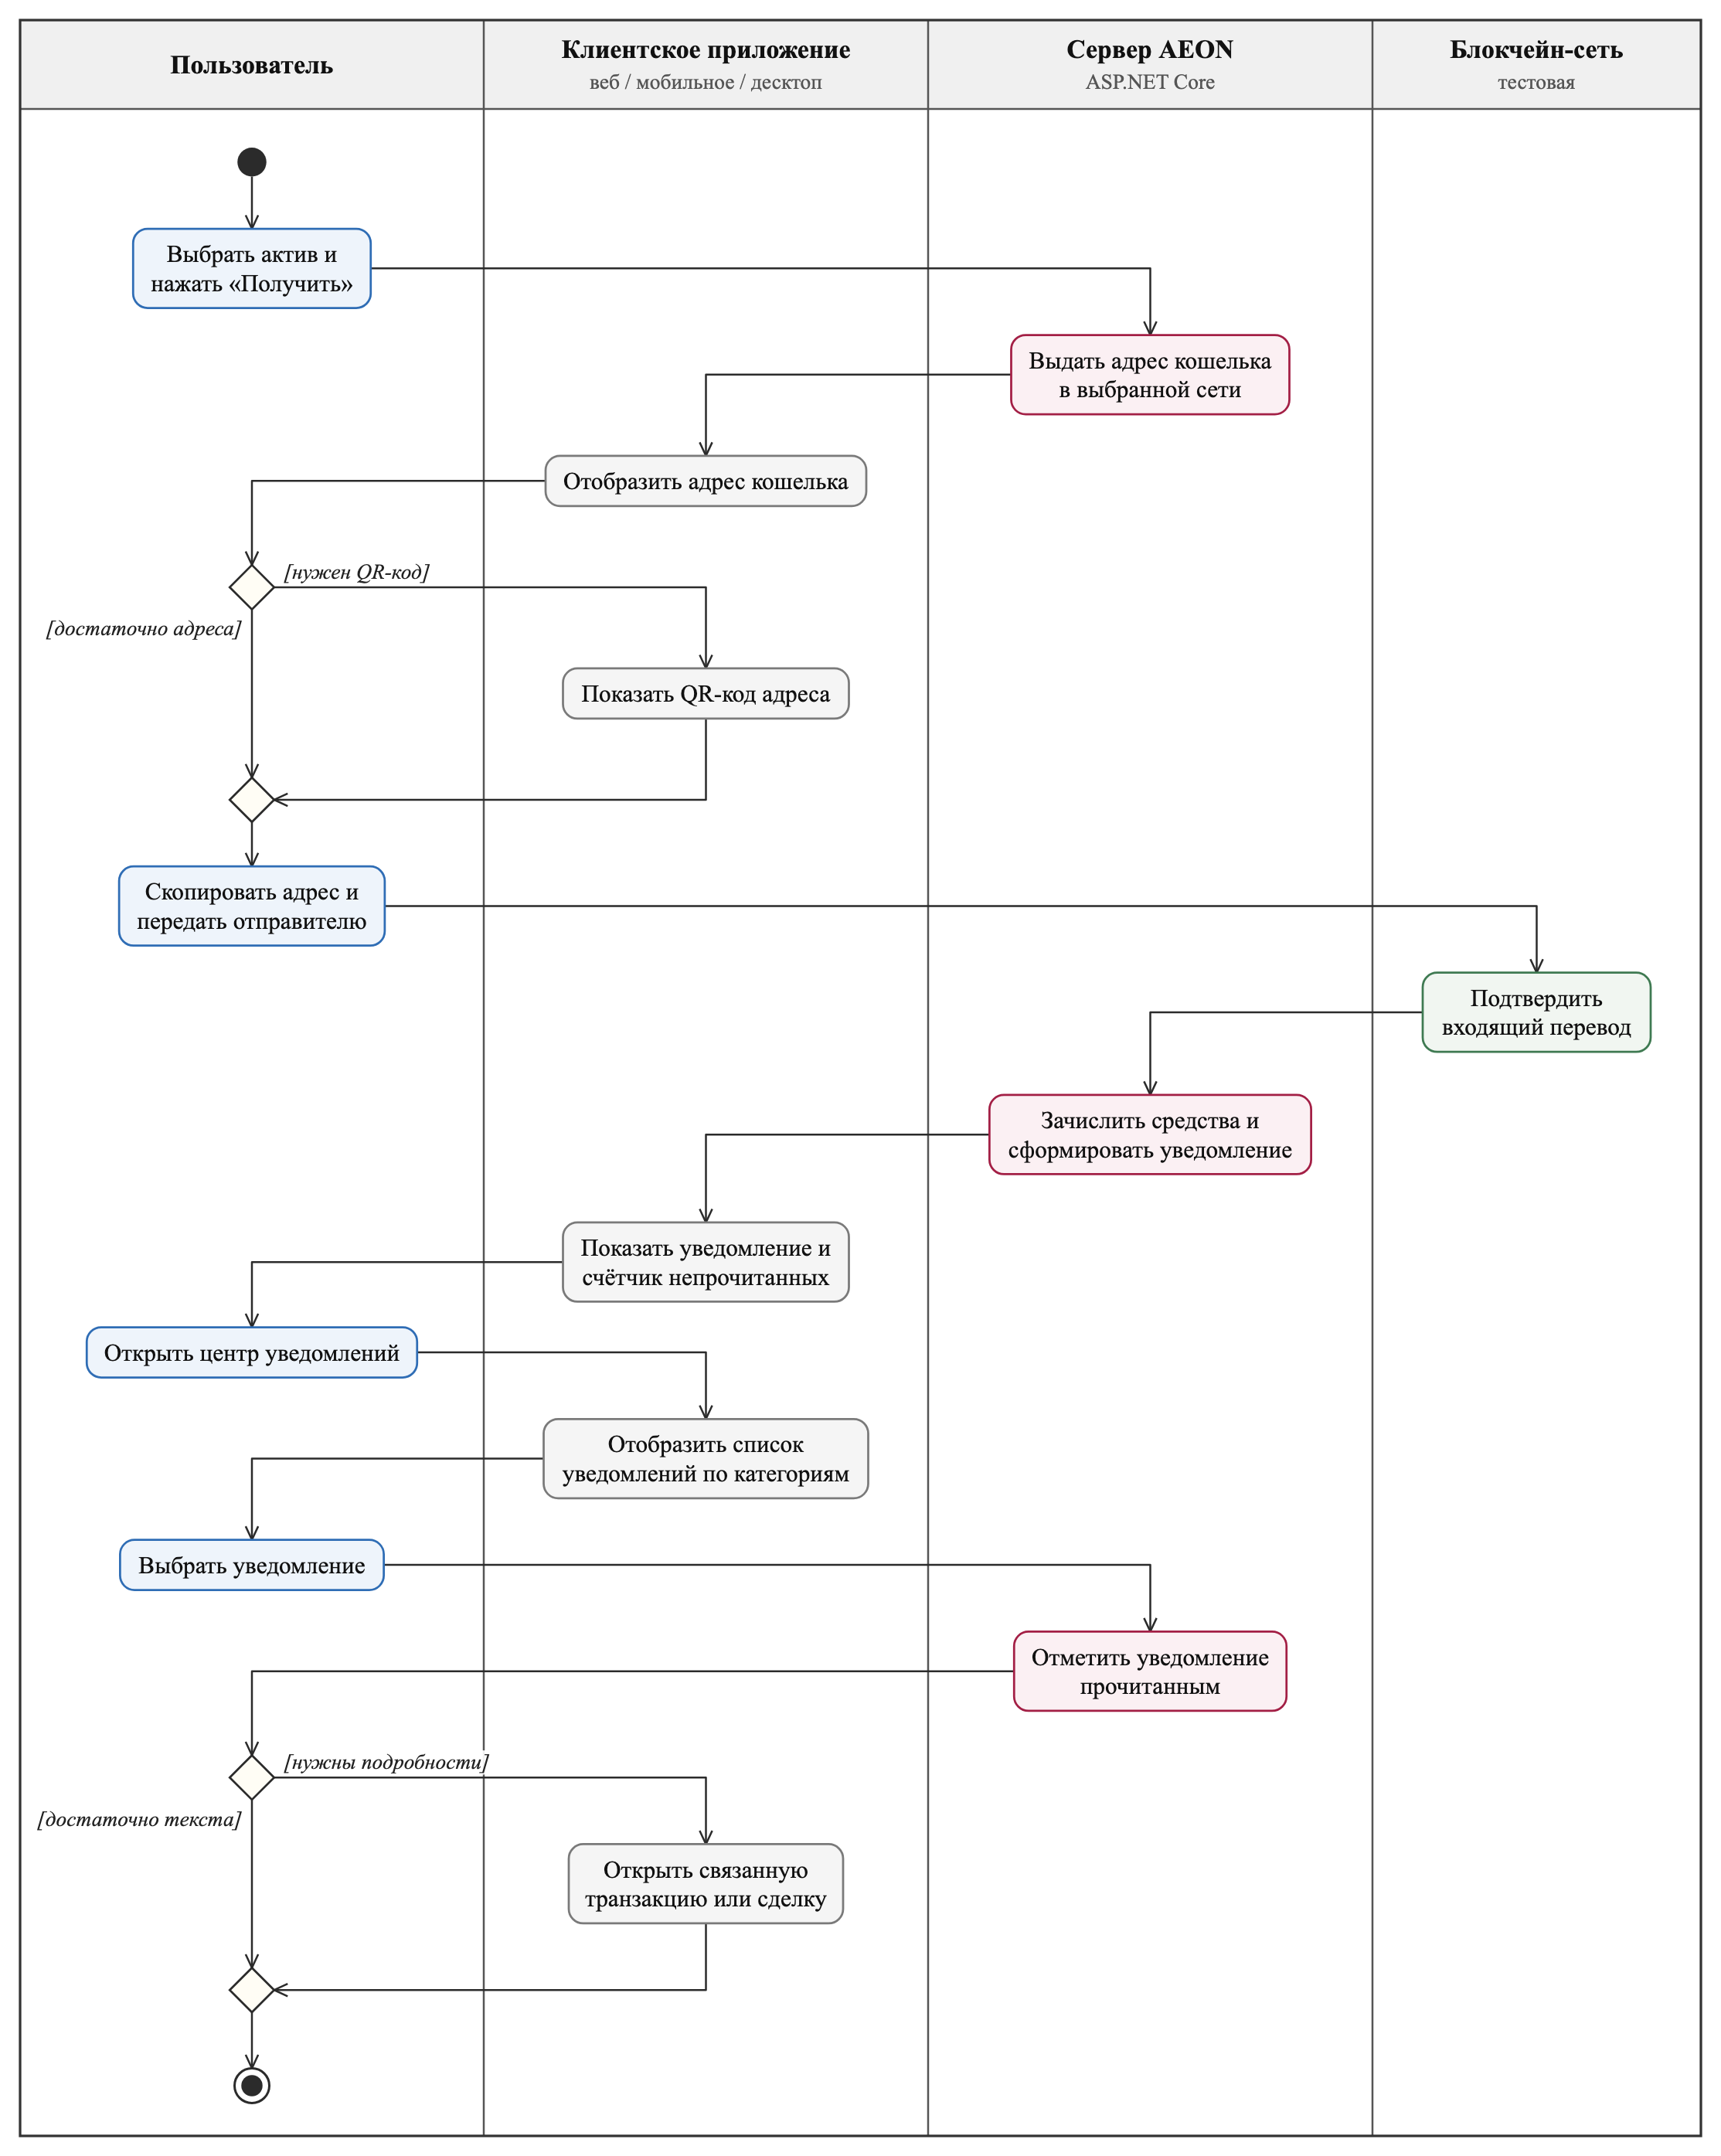 Пользователь
Клиентское приложение
веб / мобильное / десктоп
Сервер AEON
ASP.NET Core
Блокчейн-сеть
тестовая
Выбрать актив и
нажать «Получить»
Выдать адрес кошелька
в выбранной сети
Отобразить адрес кошелька
[нужен QR-код]
[достаточно адреса]
Показать QR-код адреса
Скопировать адрес и
передать отправителю
Подтвердить
входящий перевод
Зачислить средства и
сформировать уведомление
Показать уведомление и
счётчик непрочитанных
Открыть центр уведомлений
Отобразить список
уведомлений по категориям
Выбрать уведомление
Отметить уведомление
прочитанным
[нужны подробности]
[достаточно текста]
Открыть связанную
транзакцию или сделку